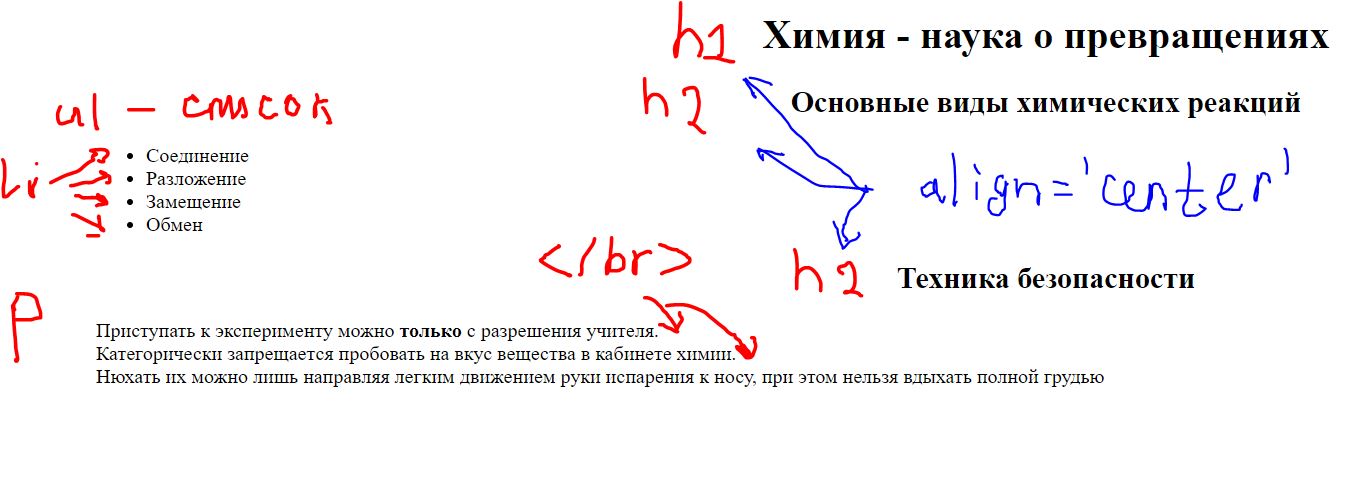 h1 Химия - наука о превращениях
h2 Основные виды химических реакций
ul - список
li
• Соединение
• Разложение
• Замещение
• Обмен
align='center'
</br>
h2 Техника безопасности
P
Приступать к эксперименту можно только с разрешения учителя.
Категорически запрещается пробовать на вкус вещества в кабинете химии.
Нюхать их можно лишь направляя легким движением руки испарения к носу, при этом нельзя вдыхать полной грудью